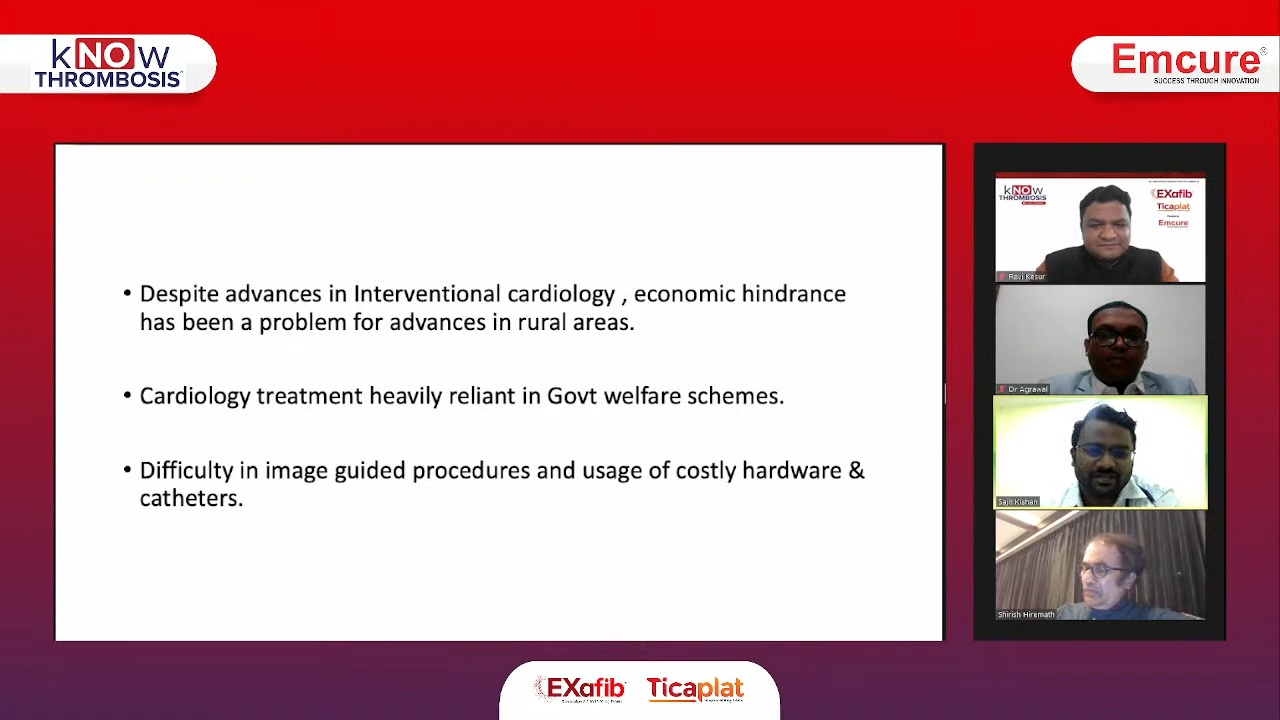 kNOw
THROMBOSIS
Emcure®
SUCCESS THROUGH INNOVATION
• Despite advances in Interventional cardiology , economic hindrance
has been a problem for advances in rural areas.
• Cardiology treatment heavily reliant in Govt welfare schemes.
• Difficulty in image guided procedures and usage of costly hardware &
catheters.
kNOw
THROMBOSIS
EXafib
Ticaplat
Emcure
Ravi Kesur
Dr Agrawal
Sajit Kishan
Shirish Hiremath
EXafib
Ticaplat